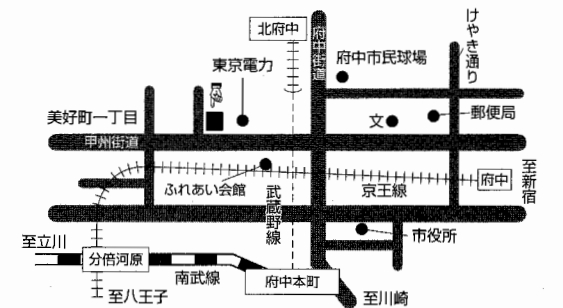 北府中
府中街道
けやき通り
府中市民球場
東京電力
美好町一丁目
文
郵便局
甲州街道
ふれあい会館
武蔵野線
京王線
府中
至新宿
市役所
至立川
分倍河原
南武線
府中本町
至八王子
至川崎